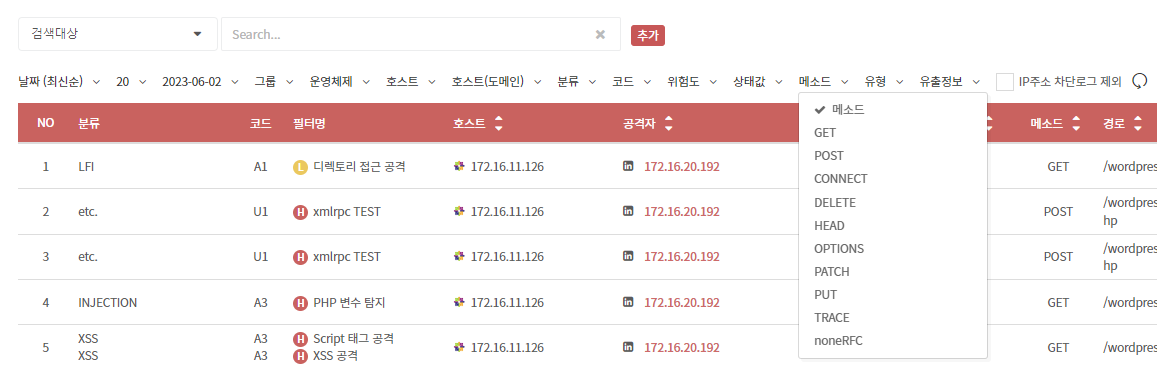 검색대상 Search... 추가
날짜 (최신순) 20 2023-06-02 그룹 운영체제 호스트 호스트(도메인) 분류 코드 위험도 상태값 메소드 유형 유출정보 IP주소 차단로그 제외
메소드
GET
POST
CONNECT
DELETE
HEAD
OPTIONS
PATCH
PUT
TRACE
noneRFC
NO 분류 코드 필터명 호스트 공격자 메소드 경로
1 LFI A1 L 디렉토리 접근 공격 172.16.11.126 172.16.20.192 GET /wordpres
2 etc. U1 H xmlrpc TEST 172.16.11.126 172.16.20.192 POST /wordpres
hp
3 etc. U1 H xmlrpc TEST 172.16.11.126 172.16.20.192 POST /wordpres
hp
4 INJECTION A3 H PHP 변수 탐지 172.16.11.126 172.16.20.192 GET /wordpres
5 XSS A3 H Script 태그 공격 172.16.11.126 172.16.20.192 GET /wordpres
XSS A3 H XSS 공격